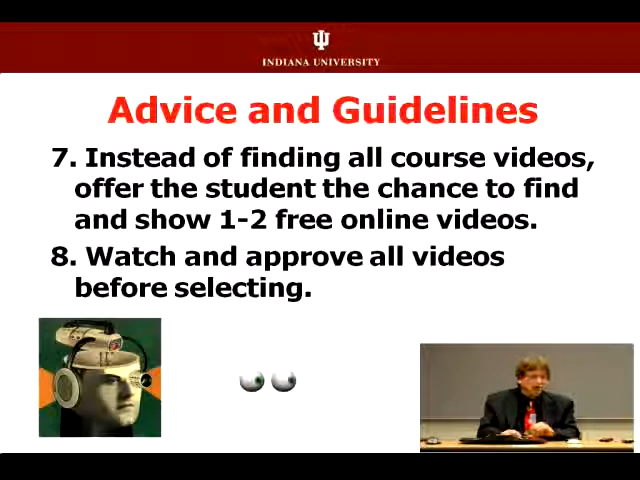 INDIANA UNIVERSITY
Advice and Guidelines
7. Instead of finding all course videos,
offer the student the chance to find
and show 1-2 free online videos.
8. Watch and approve all videos
before selecting.